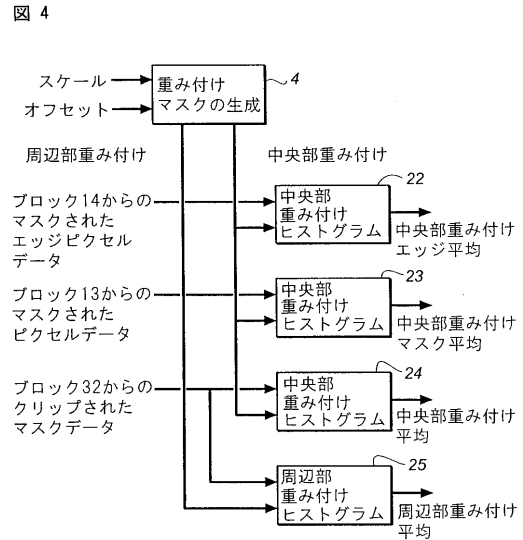 図 4
スケール
オフセット
重み付け
マスクの生成
4
周辺部重み付け
中央部重み付け
22
ブロック14からの
マスクされた
エッジピクセル
データ
中央部
重み付け
ヒストグラム
中央部重み付け
エッジ平均
23
ブロック13からの
マスクされた
ピクセルデータ
中央部
重み付け
ヒストグラム
中央部重み付け
マスク平均
24
ブロック32からの
クリップされた
マスクデータ
中央部
重み付け
ヒストグラム
中央部重み付け
平均
25
周辺部
重み付け
ヒストグラム
周辺部重み付け
平均